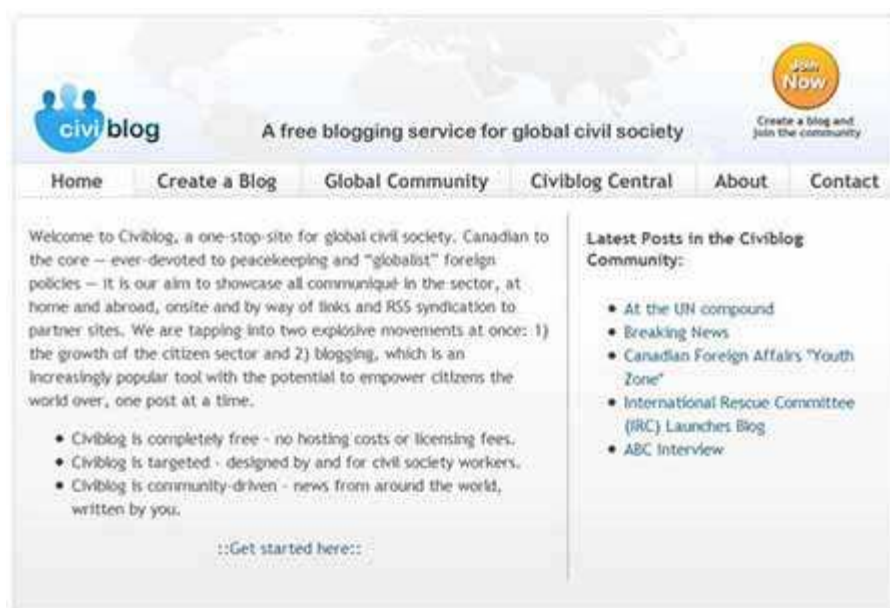 Join
Now
Create a blog and
join the community
civiblog
A free blogging service for global civil society
Home Create a Blog Global Community Civiblog Central About Contact
Welcome to Civiblog, a one-stop-site for global civil society. Canadian to
the core — ever-devoted to peacekeeping and "globalist" foreign
policies — it is our aim to showcase all communiqué in the sector, at
home and abroad, onsite and by way of links and RSS syndication to
partner sites. We are tapping into two explosive movements at once: 1)
the growth of the citizen sector and 2) blogging, which is an
increasingly popular tool with the potential to empower citizens the
world over, one post at a time.
• Civiblog is completely free - no hosting costs or licensing fees.
• Civiblog is targeted - designed by and for civil society workers.
• Civiblog is community-driven - news from around the world,
written by you.
::Get started here::
Latest Posts in the Civiblog
Community:
• At the UN compound
• Breaking News
• Canadian Foreign Affairs "Youth
Zone"
• International Rescue Committee
(IRC) Launches Blog
• ABC Interview